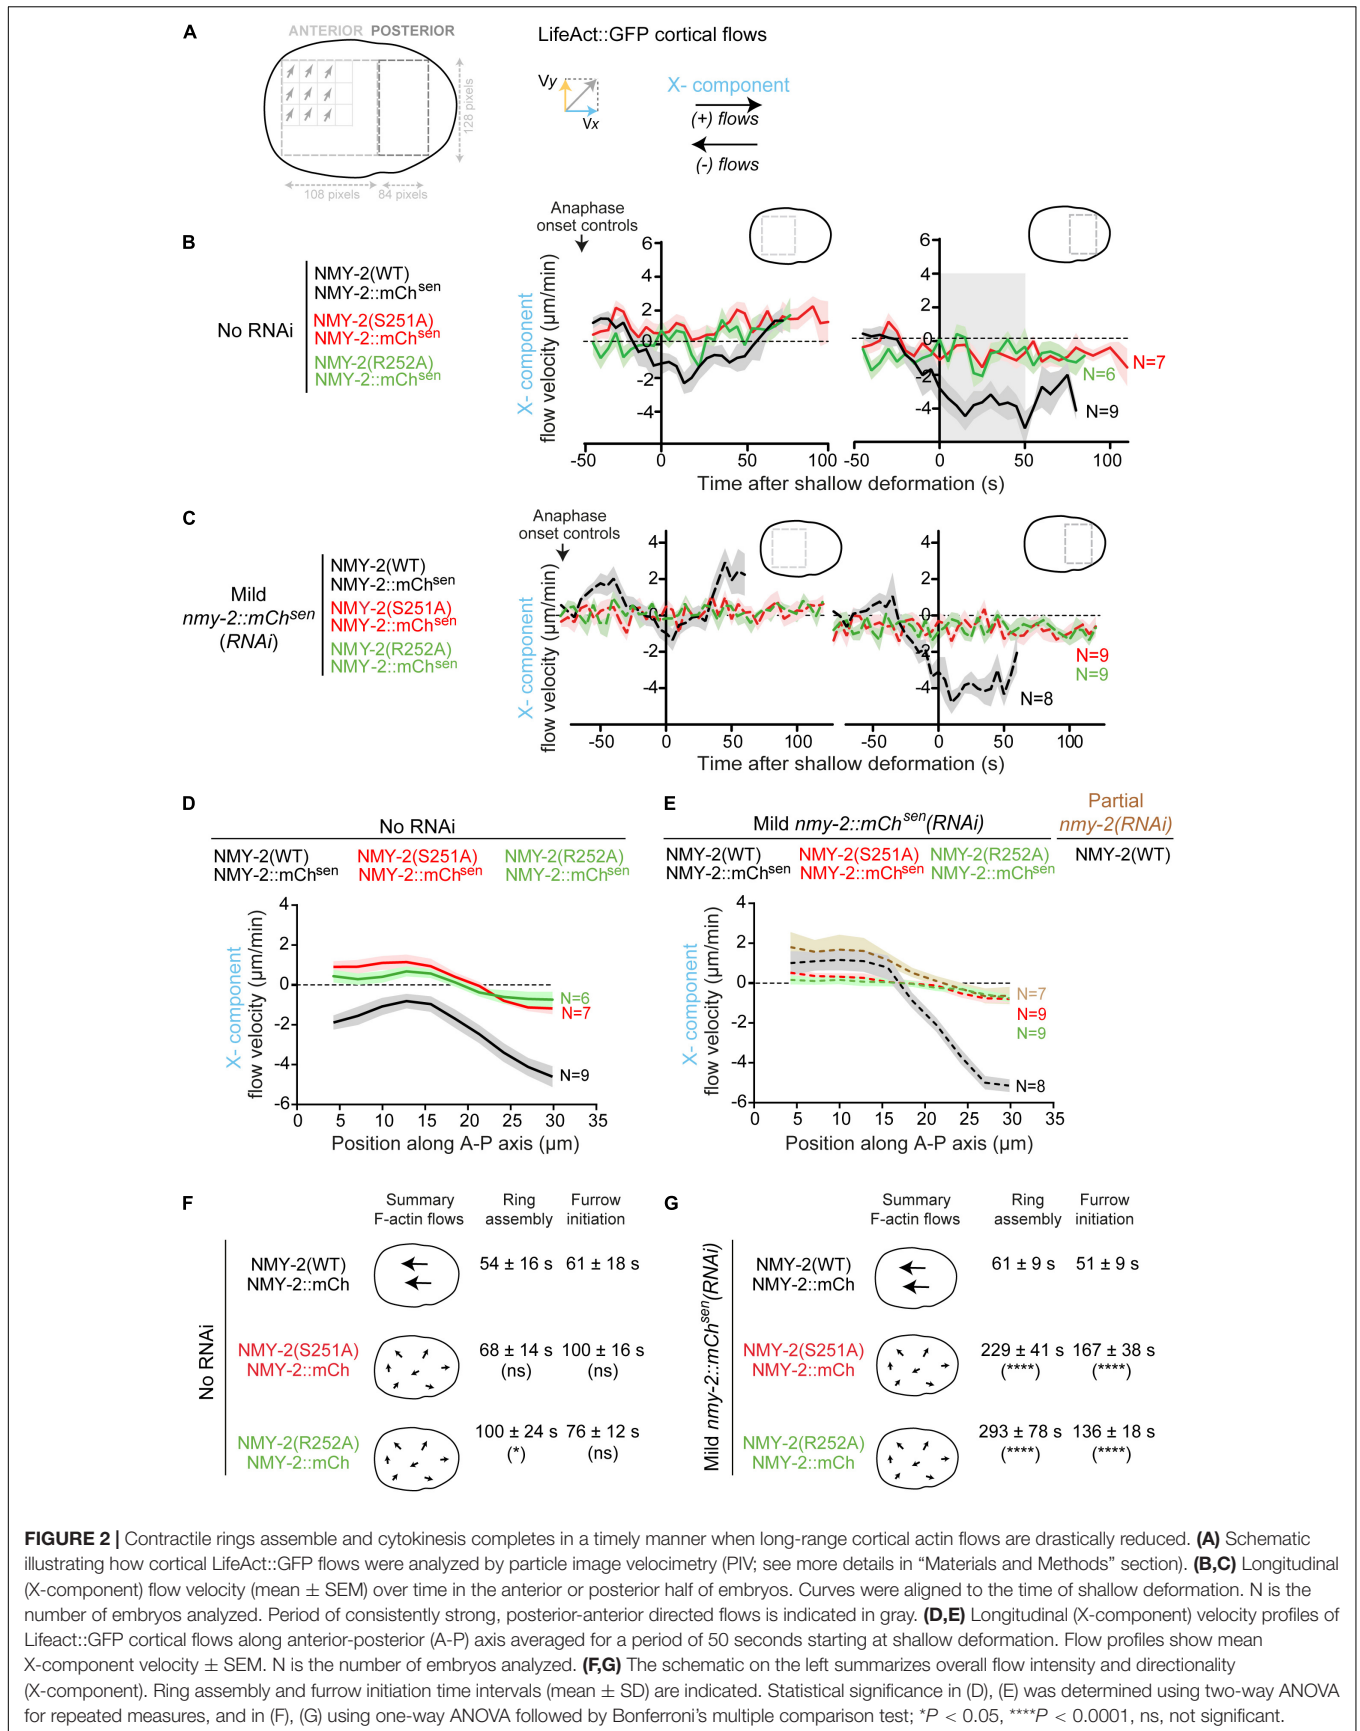 A
ANTERIOR POSTERIOR
128 pixels
108 pixels
84 pixels
LifeAct::GFP cortical flows
Vy
Vx
X- component
(+) flows
(-) flows
B
No RNAi
NMY-2(WT)
NMY-2::mCh^sen
NMY-2(S251A)
NMY-2::mCh^sen
NMY-2(R252A)
NMY-2::mCh^sen
Anaphase
onset controls
X- component
flow velocity (µm/min)
6
4
2
0
-2
-4
-50 0 50 100
6
4
2
0
-2
-4
N=7
N=6
N=9
-50 0 50 100
Time after shallow deformation (s)
C
Mild
nmy-2::mCh^sen
(RNAi)
NMY-2(WT)
NMY-2::mCh^sen
NMY-2(S251A)
NMY-2::mCh^sen
NMY-2(R252A)
NMY-2::mCh^sen
Anaphase
onset controls
X- component
flow velocity (µm/min)
4
2
0
-2
-4
-50 0 50 100
4
2
0
-2
-4
N=9
N=9
N=8
-50 0 50 100
Time after shallow deformation (s)
D
No RNAi
NMY-2(WT) NMY-2(S251A) NMY-2(R252A)
NMY-2::mCh^sen NMY-2::mCh^sen NMY-2::mCh^sen
X- component
flow velocity (µm/min)
4
2
0
-2
-4
-6
N=6
N=7
N=9
0 5 10 15 20 25 30 35
Position along A-P axis (µm)
E
Mild nmy-2::mCh^sen(RNAi)
Partial
nmy-2(RNAi)
NMY-2(WT) NMY-2(S251A) NMY-2(R252A) NMY-2(WT)
NMY-2::mCh^sen NMY-2::mCh^sen NMY-2::mCh^sen
X- component
flow velocity (µm/min)
4
2
0
-2
-4
-6
N=7
N=9
N=9
N=8
0 5 10 15 20 25 30 35
Position along A-P axis (µm)
F
Summary Ring Furrow
F-actin flows assembly initiation
No RNAi
NMY-2(WT)
NMY-2::mCh
54 ± 16 s 61 ± 18 s
NMY-2(S251A)
NMY-2::mCh
68 ± 14 s 100 ± 16 s
(ns) (ns)
NMY-2(R252A)
NMY-2::mCh
100 ± 24 s 76 ± 12 s
(*) (ns)
G
Summary Ring Furrow
F-actin flows assembly initiation
Mild nmy-2::mCh^sen(RNAi)
NMY-2(WT)
NMY-2::mCh
61 ± 9 s 51 ± 9 s
NMY-2(S251A)
NMY-2::mCh
229 ± 41 s 167 ± 38 s
(****) (****)
NMY-2(R252A)
NMY-2::mCh
293 ± 78 s 136 ± 18 s
(****) (****)
FIGURE 2 | Contractile rings assemble and cytokinesis completes in a timely manner when long-range cortical actin flows are drastically reduced. (A) Schematic
illustrating how cortical LifeAct::GFP flows were analyzed by particle image velocimetry (PIV; see more details in “Materials and Methods” section). (B,C) Longitudinal
(X-component) flow velocity (mean ± SEM) over time in the anterior or posterior half of embryos. Curves were aligned to the time of shallow deformation. N is the
number of embryos analyzed. Period of consistently strong, posterior-anterior directed flows is indicated in gray. (D,E) Longitudinal (X-component) velocity profiles of
Lifeact::GFP cortical flows along anterior-posterior (A-P) axis averaged for a period of 50 seconds starting at shallow deformation. Flow profiles show mean
X-component velocity ± SEM. N is the number of embryos analyzed. (F,G) The schematic on the left summarizes overall flow intensity and directionality
(X-component). Ring assembly and furrow initiation time intervals (mean ± SD) are indicated. Statistical significance in (D), (E) was determined using two-way ANOVA
for repeated measures, and in (F), (G) using one-way ANOVA followed by Bonferroni’s multiple comparison test; *P < 0.05, ****P < 0.0001, ns, not significant.